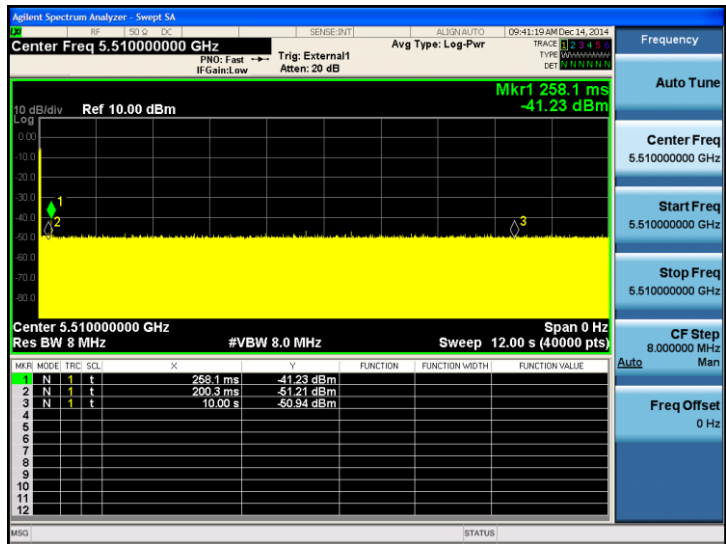 Agilent Spectrum Analyzer - Swept SA
LXI RF 50 Ω DC SENSE:INT ALIGN AUTO 09:41:19 AM Dec 14, 2014
Center Freq 5.510000000 GHz Avg Type: Log-Pwr TRACE 1 2 3 4 5 6
PNO: Fast Trig: External1 TYPE WWWWWW
IFGain:Low Atten: 20 dB DET N N N N N N
Mkr1 258.1 ms
10 dB/div Ref 10.00 dBm -41.23 dBm
Log
0.00
-10.0
-20.0
-30.0
1
-40.0
2 3
-50.0
-60.0
-70.0
-80.0
Center 5.510000000 GHz Span 0 Hz
Res BW 8 MHz #VBW 8.0 MHz Sweep 12.00 s (40000 pts)
MKR MODE TRC SCL X Y FUNCTION FUNCTION WIDTH FUNCTION VALUE
1 N 1 t 258.1 ms -41.23 dBm
2 N 1 t 200.3 ms -51.21 dBm
3 N 1 t 10.00 s -50.94 dBm
4
5
6
7
8
9
10
11
12
MSG STATUS
Frequency
Auto Tune
Center Freq
5.510000000 GHz
Start Freq
5.510000000 GHz
Stop Freq
5.510000000 GHz
CF Step
8.000000 MHz
Auto Man
Freq Offset
0 Hz